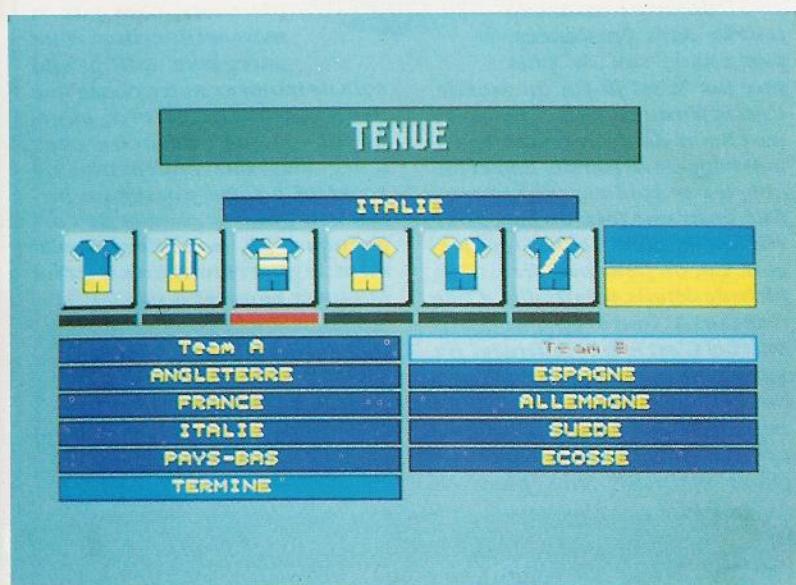 TENUE
ITALIE
Team A
Team B
ANGLETERRE
ESPAGNE
FRANCE
ALLEMAGNE
ITALIE
SUEDE
PAYS-BAS
ECOSSE
TERMINE